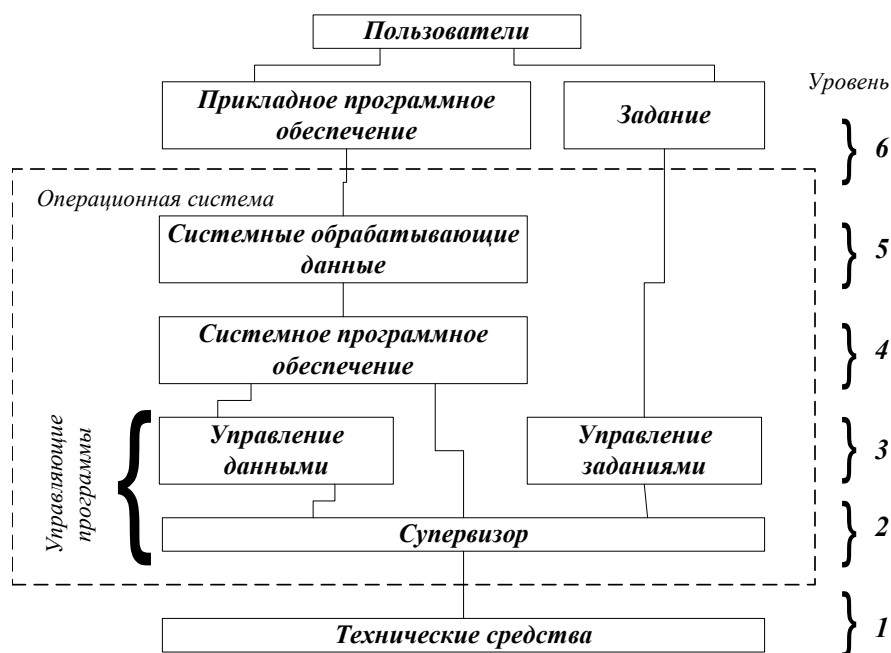 Пользователи
Уровень
Прикладное программное
обеспечение
Задание
6
Операционная система
Системные обрабатывающие
данные
5
Системное программное
обеспечение
4
Управляющие
программы
Управление
данными
Управление
заданиями
3
Супервизор
2
Технические средства
1